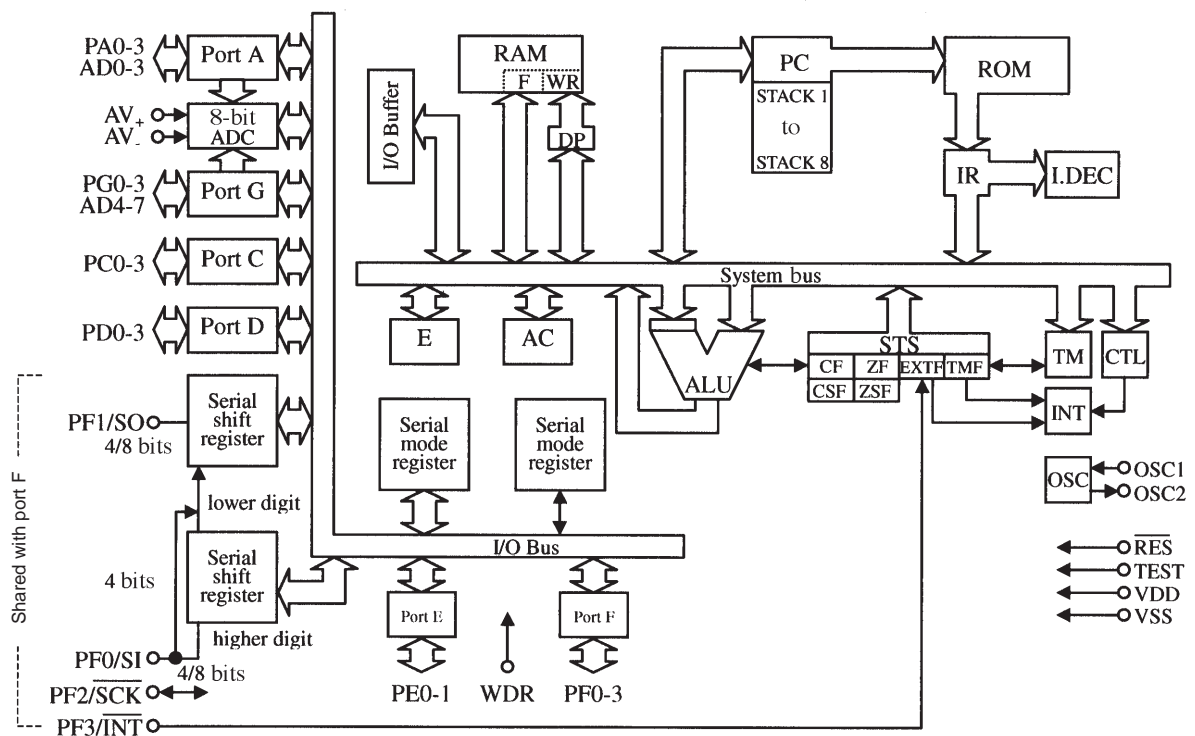 PA0-3
AD0-3
Port A
AV+
AV-
8-bit
ADC
PG0-3
AD4-7
Port G
PC0-3
Port C
PD0-3
Port D
Shared with port F
PF1/SO
4/8 bits
Serial
shift
register
lower digit
4 bits
Serial
shift
register
higher digit
PF0/SI
4/8 bits
PF2/S̅C̅K̅
PF3/I̅N̅T̅
I/O Buffer
RAM
F
WR
DP
PC
STACK 1
to
STACK 8
ROM
IR
I.DEC
System bus
E
AC
ALU
STS
CF
ZF
EXTF
TMF
CSF
ZSF
TM
CTL
INT
Serial
mode
register
Serial
mode
register
I/O Bus
Port E
Port F
PE0-1
WDR
PF0-3
OSC
OSC1
OSC2
R̅E̅S̅
TEST
VDD
VSS